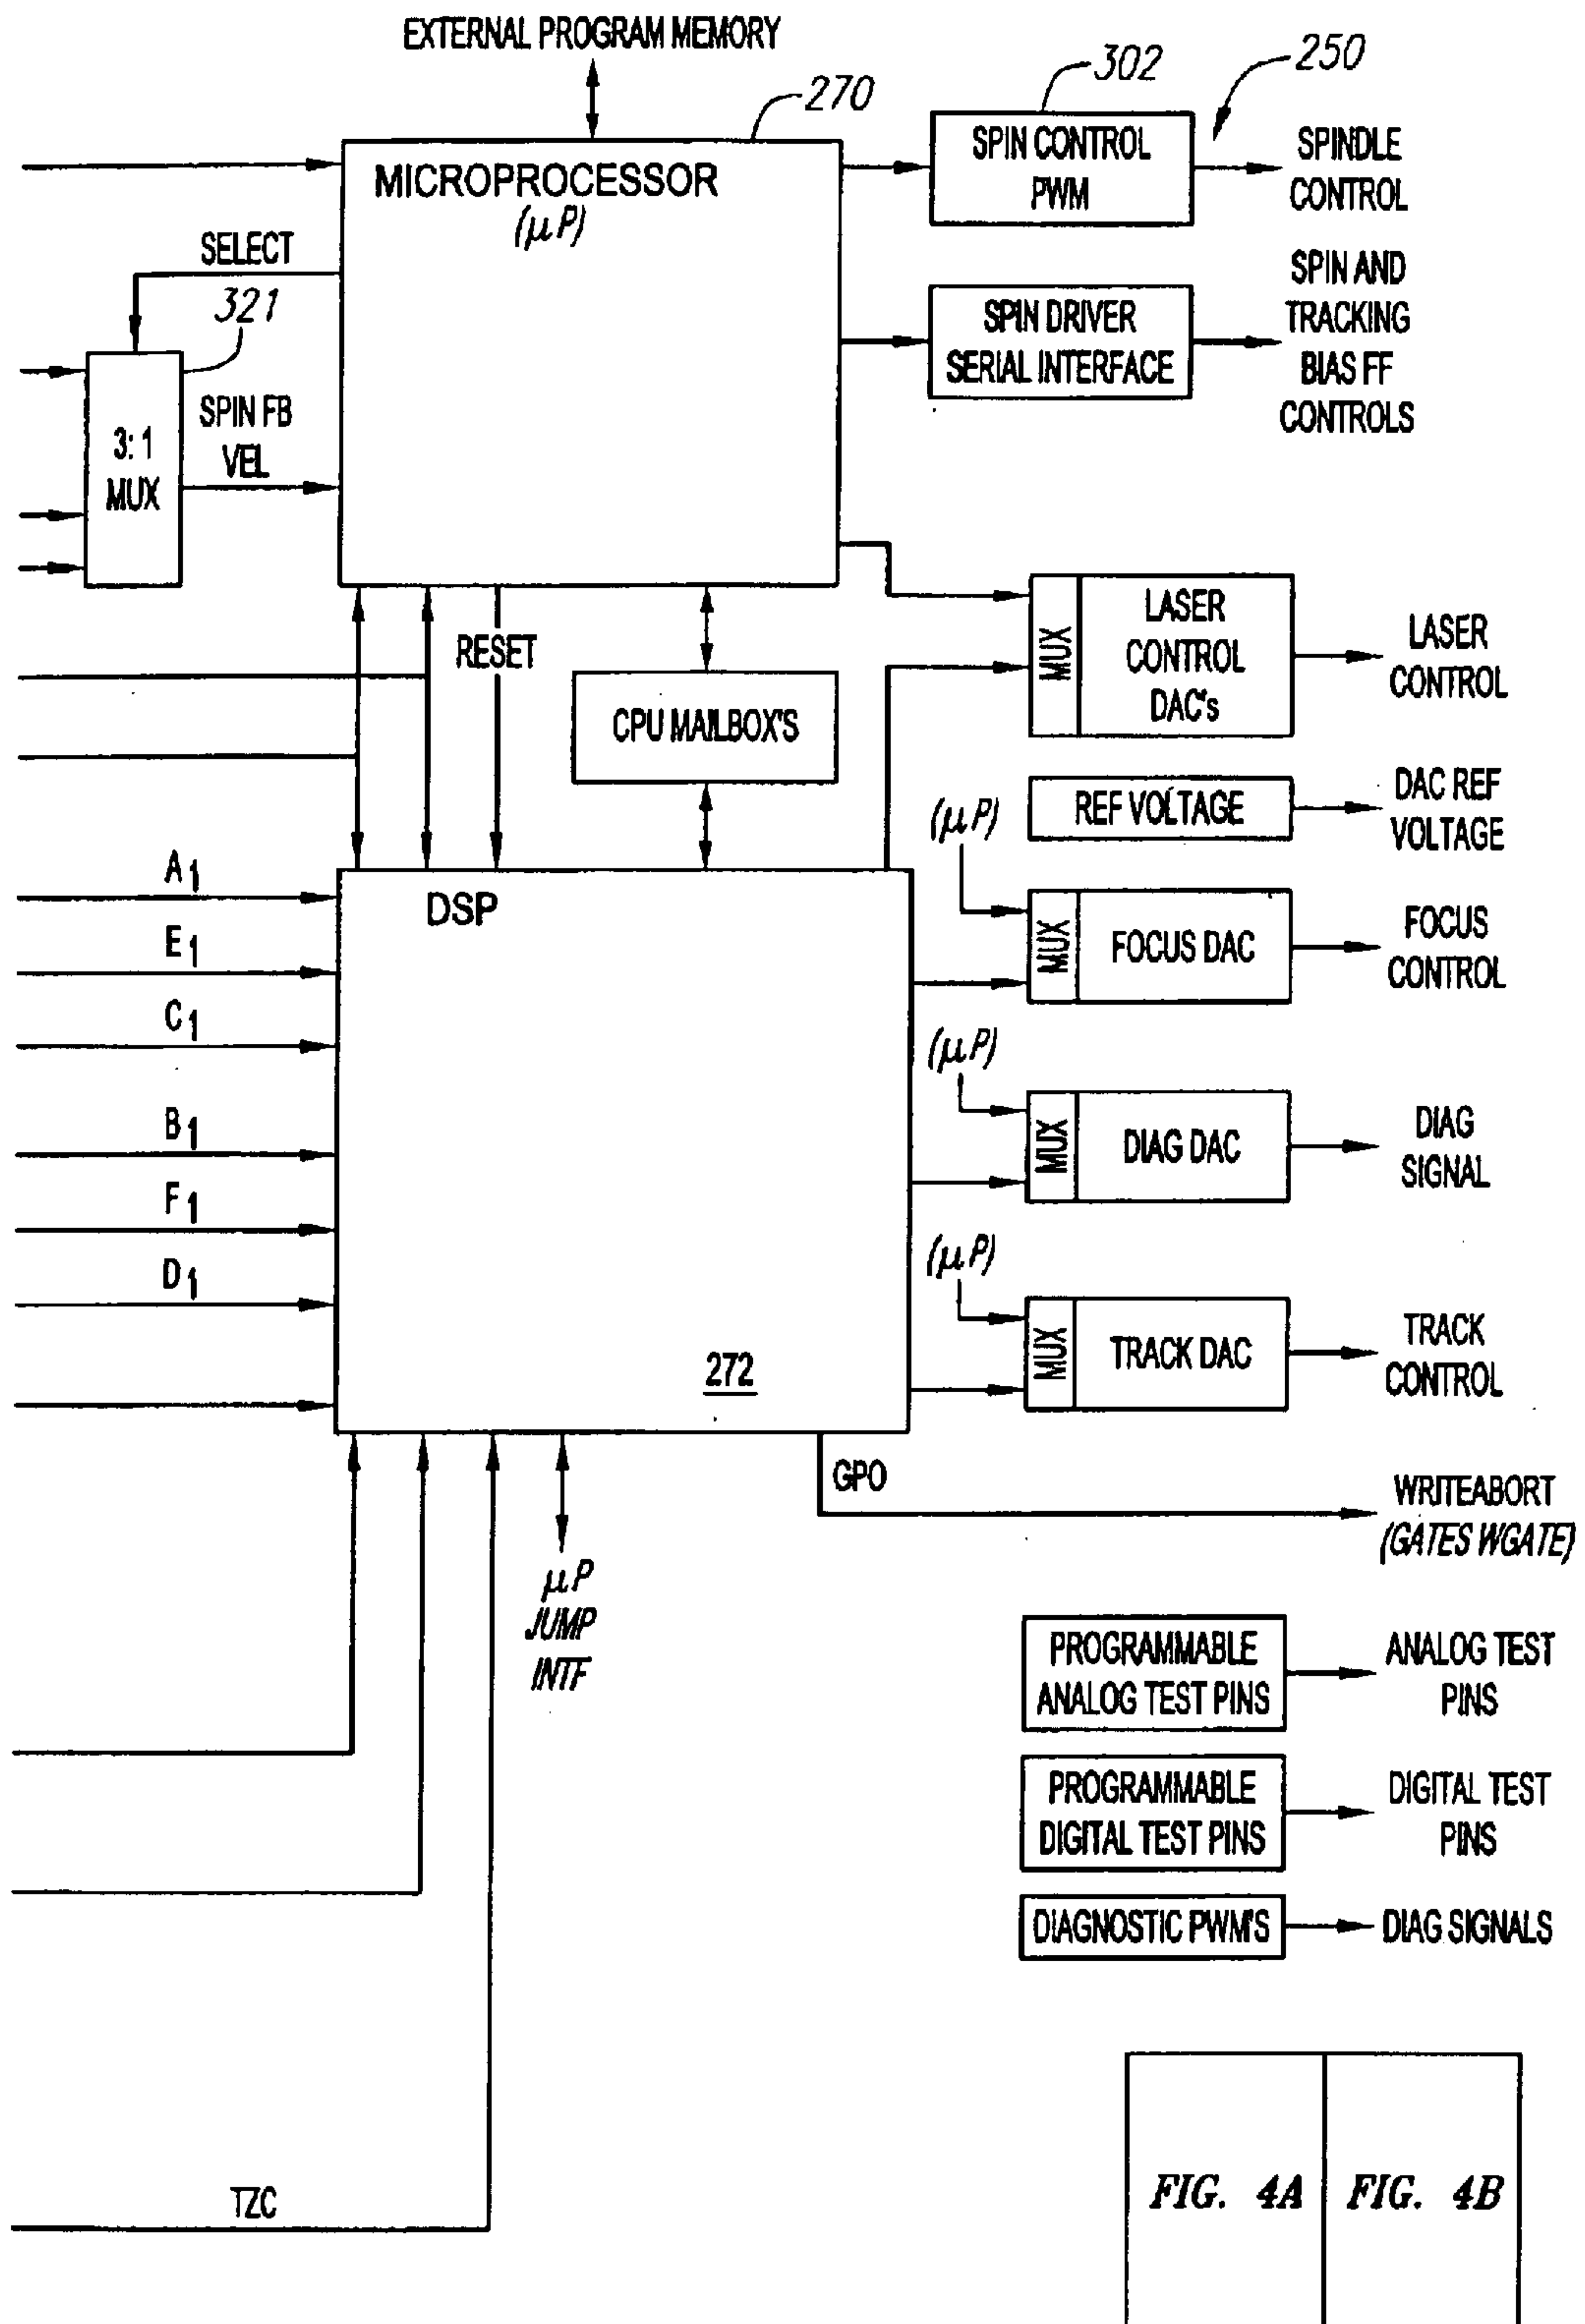 EXTERNAL PROGRAM MEMORY
270
302
250
MICROPROCESSOR
(μP)
SPIN CONTROL
PWM
SPINDLE
CONTROL
SELECT
321
SPIN DRIVER
SERIAL INTERFACE
SPIN AND
TRACKING
BIAS FF
CONTROLS
3:1
MUX
SPIN FB
VEL
RESET
CPU MAILBOX'S
MUX
LASER
CONTROL
DAC's
LASER
CONTROL
REF VOLTAGE
DAC REF
VOLTAGE
(μP)
MUX
FOCUS DAC
FOCUS
CONTROL
A1
E1
C1
B1
F1
D1
DSP
272
(μP)
MUX
DIAG DAC
DIAG
SIGNAL
(μP)
MUX
TRACK DAC
TRACK
CONTROL
GPO
WRITEABORT
(GATES WGATE)
μP
JUMP
INTF
PROGRAMMABLE
ANALOG TEST PINS
ANALOG TEST
PINS
PROGRAMMABLE
DIGITAL TEST PINS
DIGITAL TEST
PINS
DIAGNOSTIC PWM'S
DIAG SIGNALS
TZC
FIG. 4A
FIG. 4B